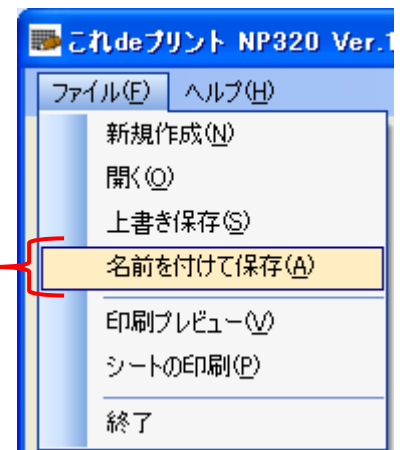 これdeプリント NP320 Ver.1
ファイル(F) ヘルプ(H)
新規作成(N)
開く(O)
上書き保存(S)
名前を付けて保存(A)
印刷プレビュー(V)
シートの印刷(P)
終了